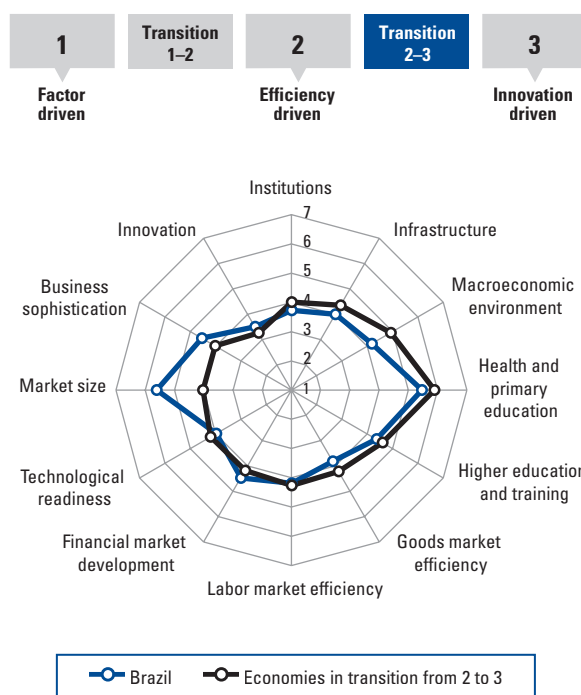 1
Transition
1–2
2
Transition
2–3
3
Factor
driven
Efficiency
driven
Innovation
driven
Institutions
Infrastructure
Macroeconomic
environment
Health and
primary
education
Higher education
and training
Goods market
efficiency
Labor market efficiency
Financial market
development
Technological
readiness
Market size
Business
sophistication
Innovation
7
6
5
4
3
2
1
Brazil
Economies in transition from 2 to 3